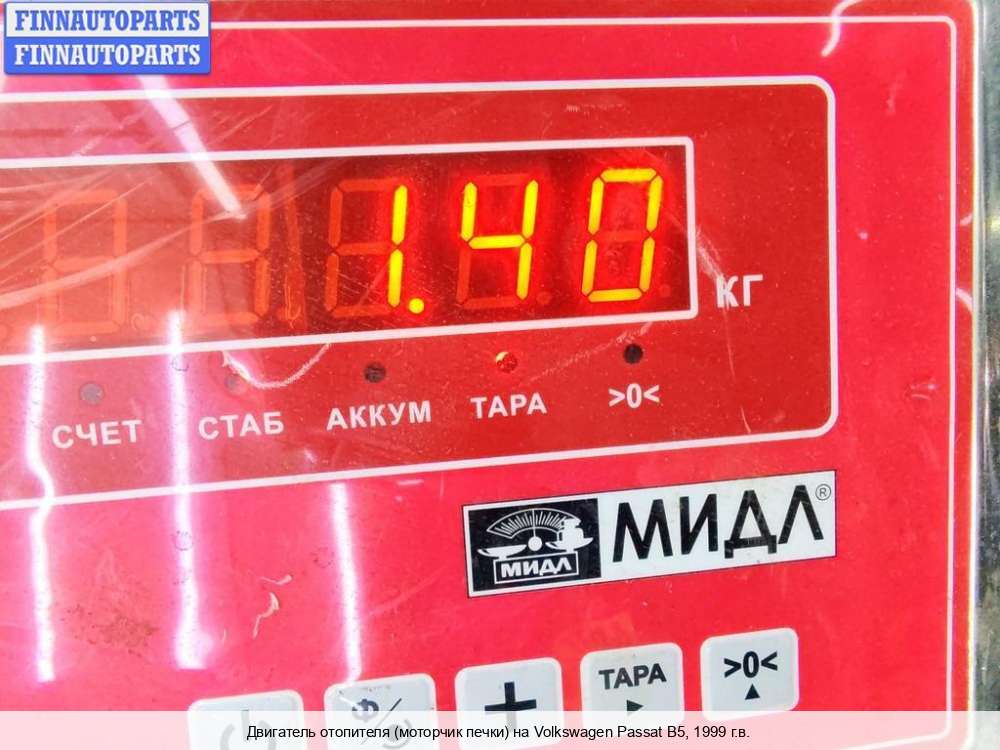 FINNAUTOPARTS
FINNAUTOPARTS
1.40
КГ
СЧЕТ СТАБ АККУМ ТАРА >0<
МИДЛ МИДЛ®
Ф/ + ТАРА >0<
Двигатель отопителя (моторчик печки) на Volkswagen Passat B5, 1999 г.в.